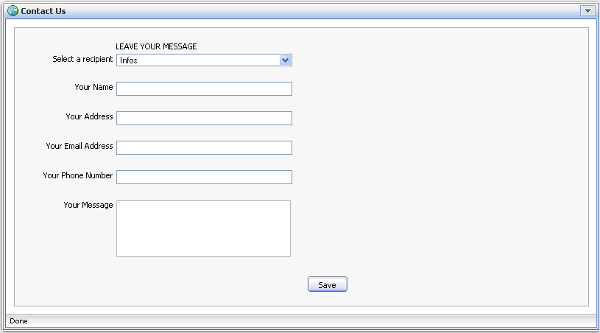 Contact Us
LEAVE YOUR MESSAGE
Select a recipient Infos
Your Name
Your Address
Your Email Address
Your Phone Number
Your Message
Save
Done